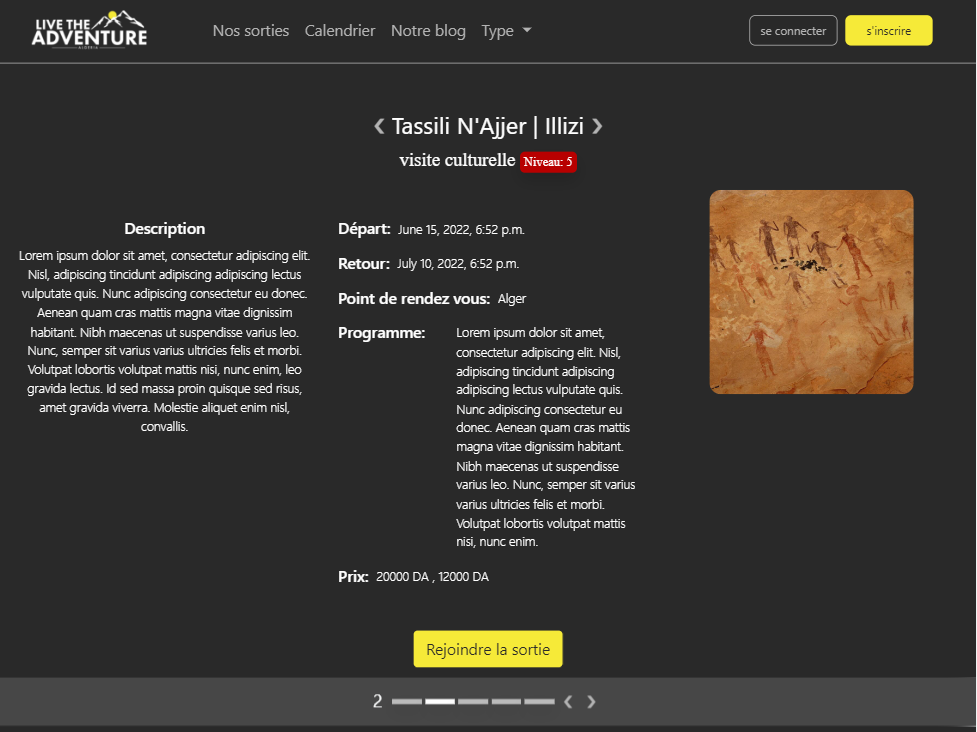 LIVE THE
ADVENTURE
ALGERIA
Nos sorties Calendrier Notre blog Type
se connecter s'inscrire
Tassili N'Ajjer | Illizi
visite culturelle Niveau: 5
Description
Lorem ipsum dolor sit amet, consectetur adipiscing elit.
Nisl, adipiscing tincidunt adipiscing adipiscing lectus
vulputate quis. Nunc adipiscing consectetur eu donec.
Aenean quam cras mattis magna vitae dignissim
habitant. Nibh maecenas ut suspendisse varius leo.
Nunc, semper sit varius varius ultricies felis et morbi.
Volutpat lobortis volutpat mattis nisi, nunc enim, leo
gravida lectus. Id sed massa proin quisque sed risus,
amet gravida viverra. Molestie aliquet enim nisl,
convallis.
Départ: June 15, 2022, 6:52 p.m.
Retour: July 10, 2022, 6:52 p.m.
Point de rendez vous: Alger
Programme: Lorem ipsum dolor sit amet,
consectetur adipiscing elit. Nisl,
adipiscing tincidunt adipiscing
adipiscing lectus vulputate quis.
Nunc adipiscing consectetur eu
donec. Aenean quam cras mattis
magna vitae dignissim habitant.
Nibh maecenas ut suspendisse
varius leo. Nunc, semper sit varius
varius ultricies felis et morbi.
Volutpat lobortis volutpat mattis
nisi, nunc enim.
Prix: 20000 DA , 12000 DA
Rejoindre la sortie
2